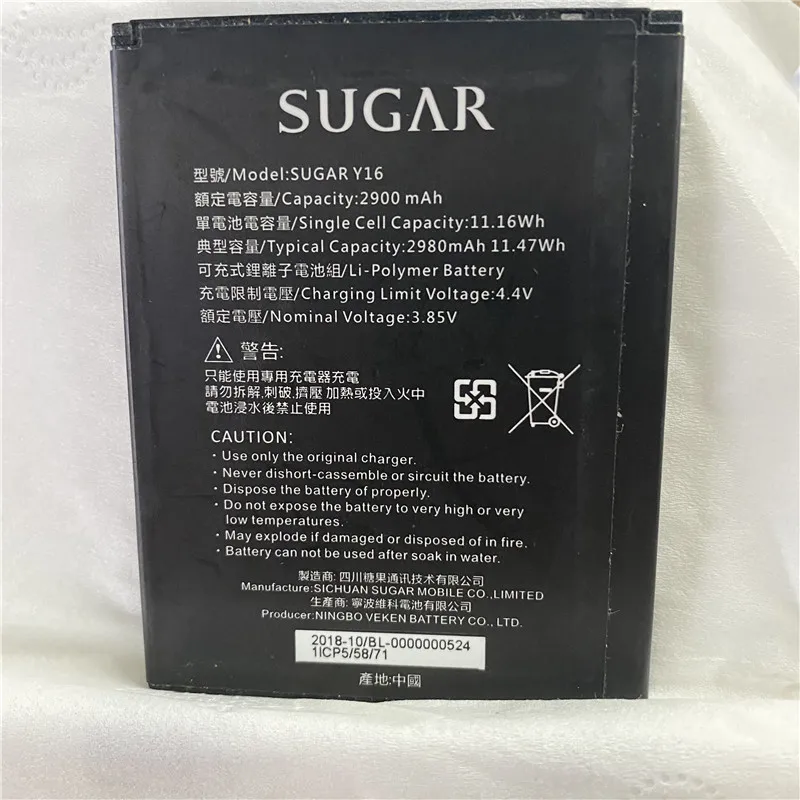 SUGAR
型號/Model:SUGAR Y16
額定電容量/Capacity:2900 mAh
單電池電容量/Single Cell Capacity:11.16Wh
典型容量/Typical Capacity:2980mAh 11.47Wh
可充式鋰離子電池組/Li-Polymer Battery
充電限制電壓/Charging Limit Voltage:4.4V
額定電壓/Nominal Voltage:3.85V
警告:
只能使用專用充電器充電
請勿拆解,刺破,擠壓 加熱或投入火中
電池浸水後禁止使用
CAUTION:
· Use only the original charger.
· Never dishort-cassemble or sircuit the battery.
· Dispose the battery of properly.
· Do not expose the battery to very high or very
low temperatures.
· May explode if damaged or disposed of in fire.
· Battery can not be used after soak in water.
製造商: 四川糖果通讯技术有限公司
Manufacture:SICHUAN SUGAR MOBILE CO.,LIMITED
生產商: 寧波維科電池有限公司
Producer:NINGBO VEKEN BATTERY CO., LTD.
2018-10/BL-0000000524
1ICP5/58/71
產地:中國